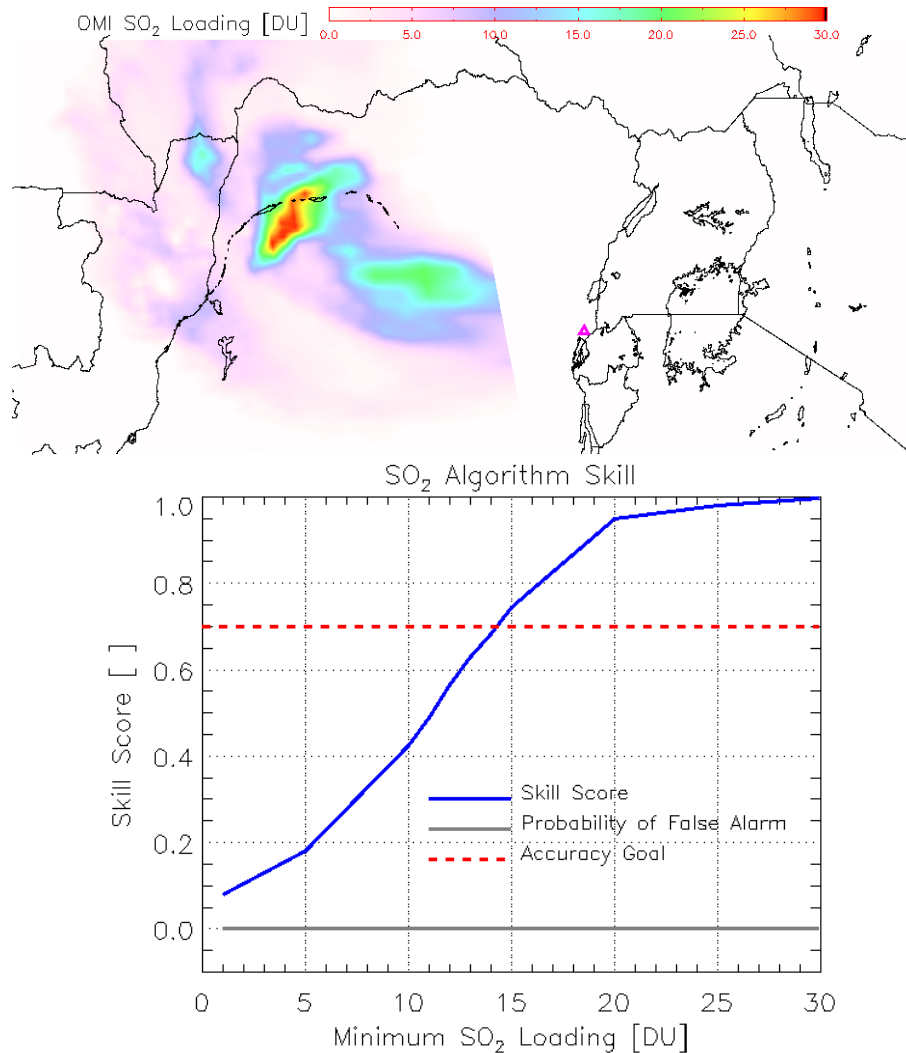 OMI SO2 Loading [DU]
0.0 5.0 10.0 15.0 20.0 25.0 30.0
SO2 Algorithm Skill
1.0
0.8
0.6
0.4
0.2
0.0
Skill Score [ ]
Skill Score
Probability of False Alarm
Accuracy Goal
0 5 10 15 20 25 30
Minimum SO2 Loading [DU]